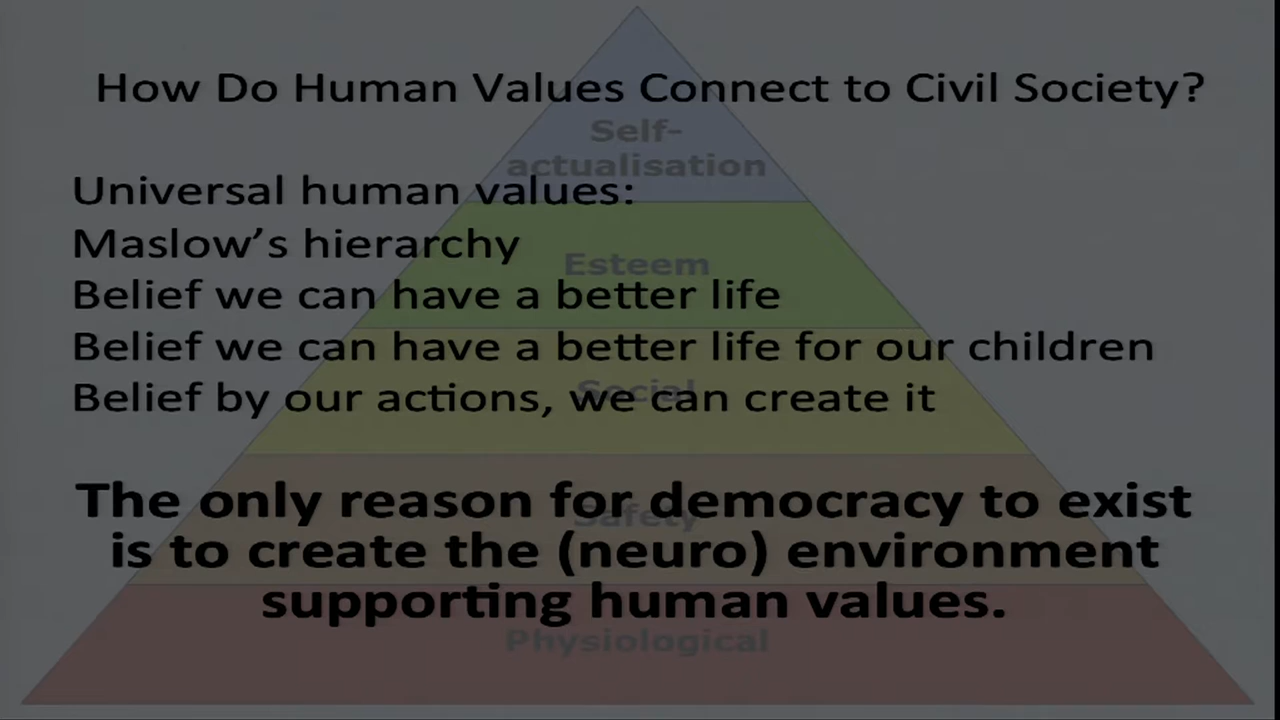 How Do Human Values Connect to Civil Society?
Self-
actualisation
Universal human values:
Maslow's hierarchy
Esteem
Belief we can have a better life
Belief we can have a better life for our children
Social
Belief by our actions, we can create it
The only reason for democracy to exist
Safety
is to create the (neuro) environment
supporting human values.
Physiological